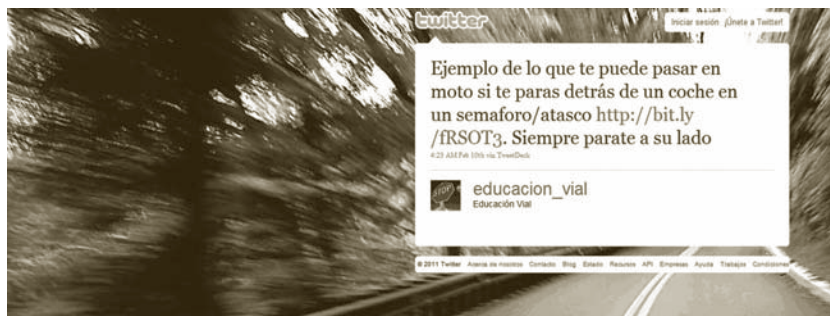 twitter
Iniciar sesión ¡Únete a Twitter!
Ejemplo de lo que te puede pasar en
moto si te paras detrás de un coche en
un semaforo/atasco http://bit.ly
/fRSOT3. Siempre parate a su lado
4:23 AM Feb 10th via TweetDeck
STOP
educacion_vial
Educación Vial
© 2011 Twitter Acerca de nosotros Contacto Blog Estado Recursos API Empresas Ayuda Trabajos Condiciones